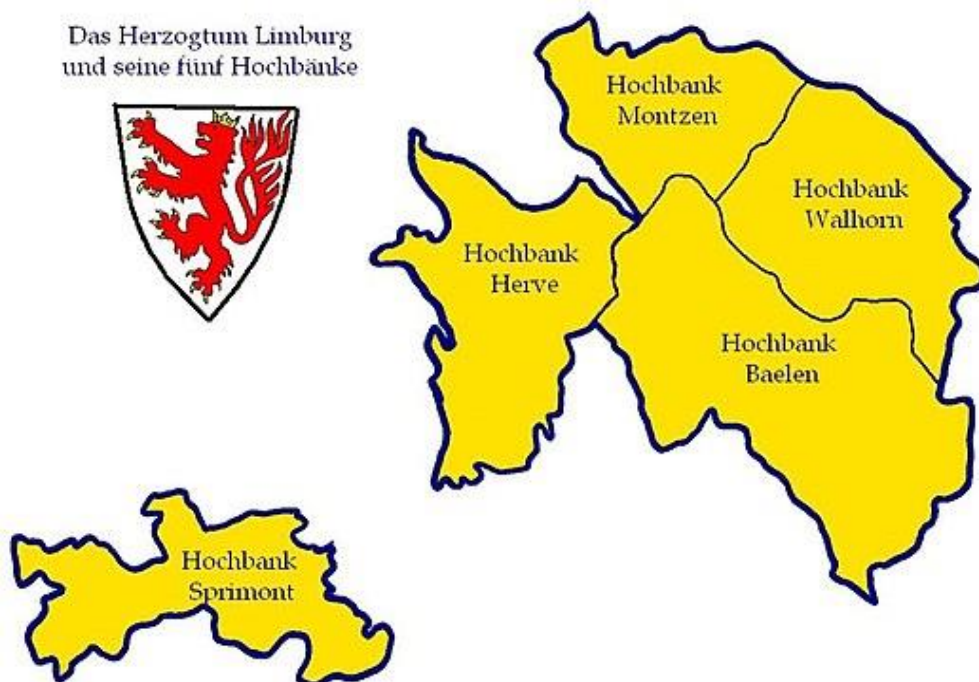 Das Herzogtum Limburg
und seine fünf Hochbänke
Hochbank
Montzen
Hochbank
Walhorn
Hochbank
Herve
Hochbank
Baelen
Hochbank
Sprimont